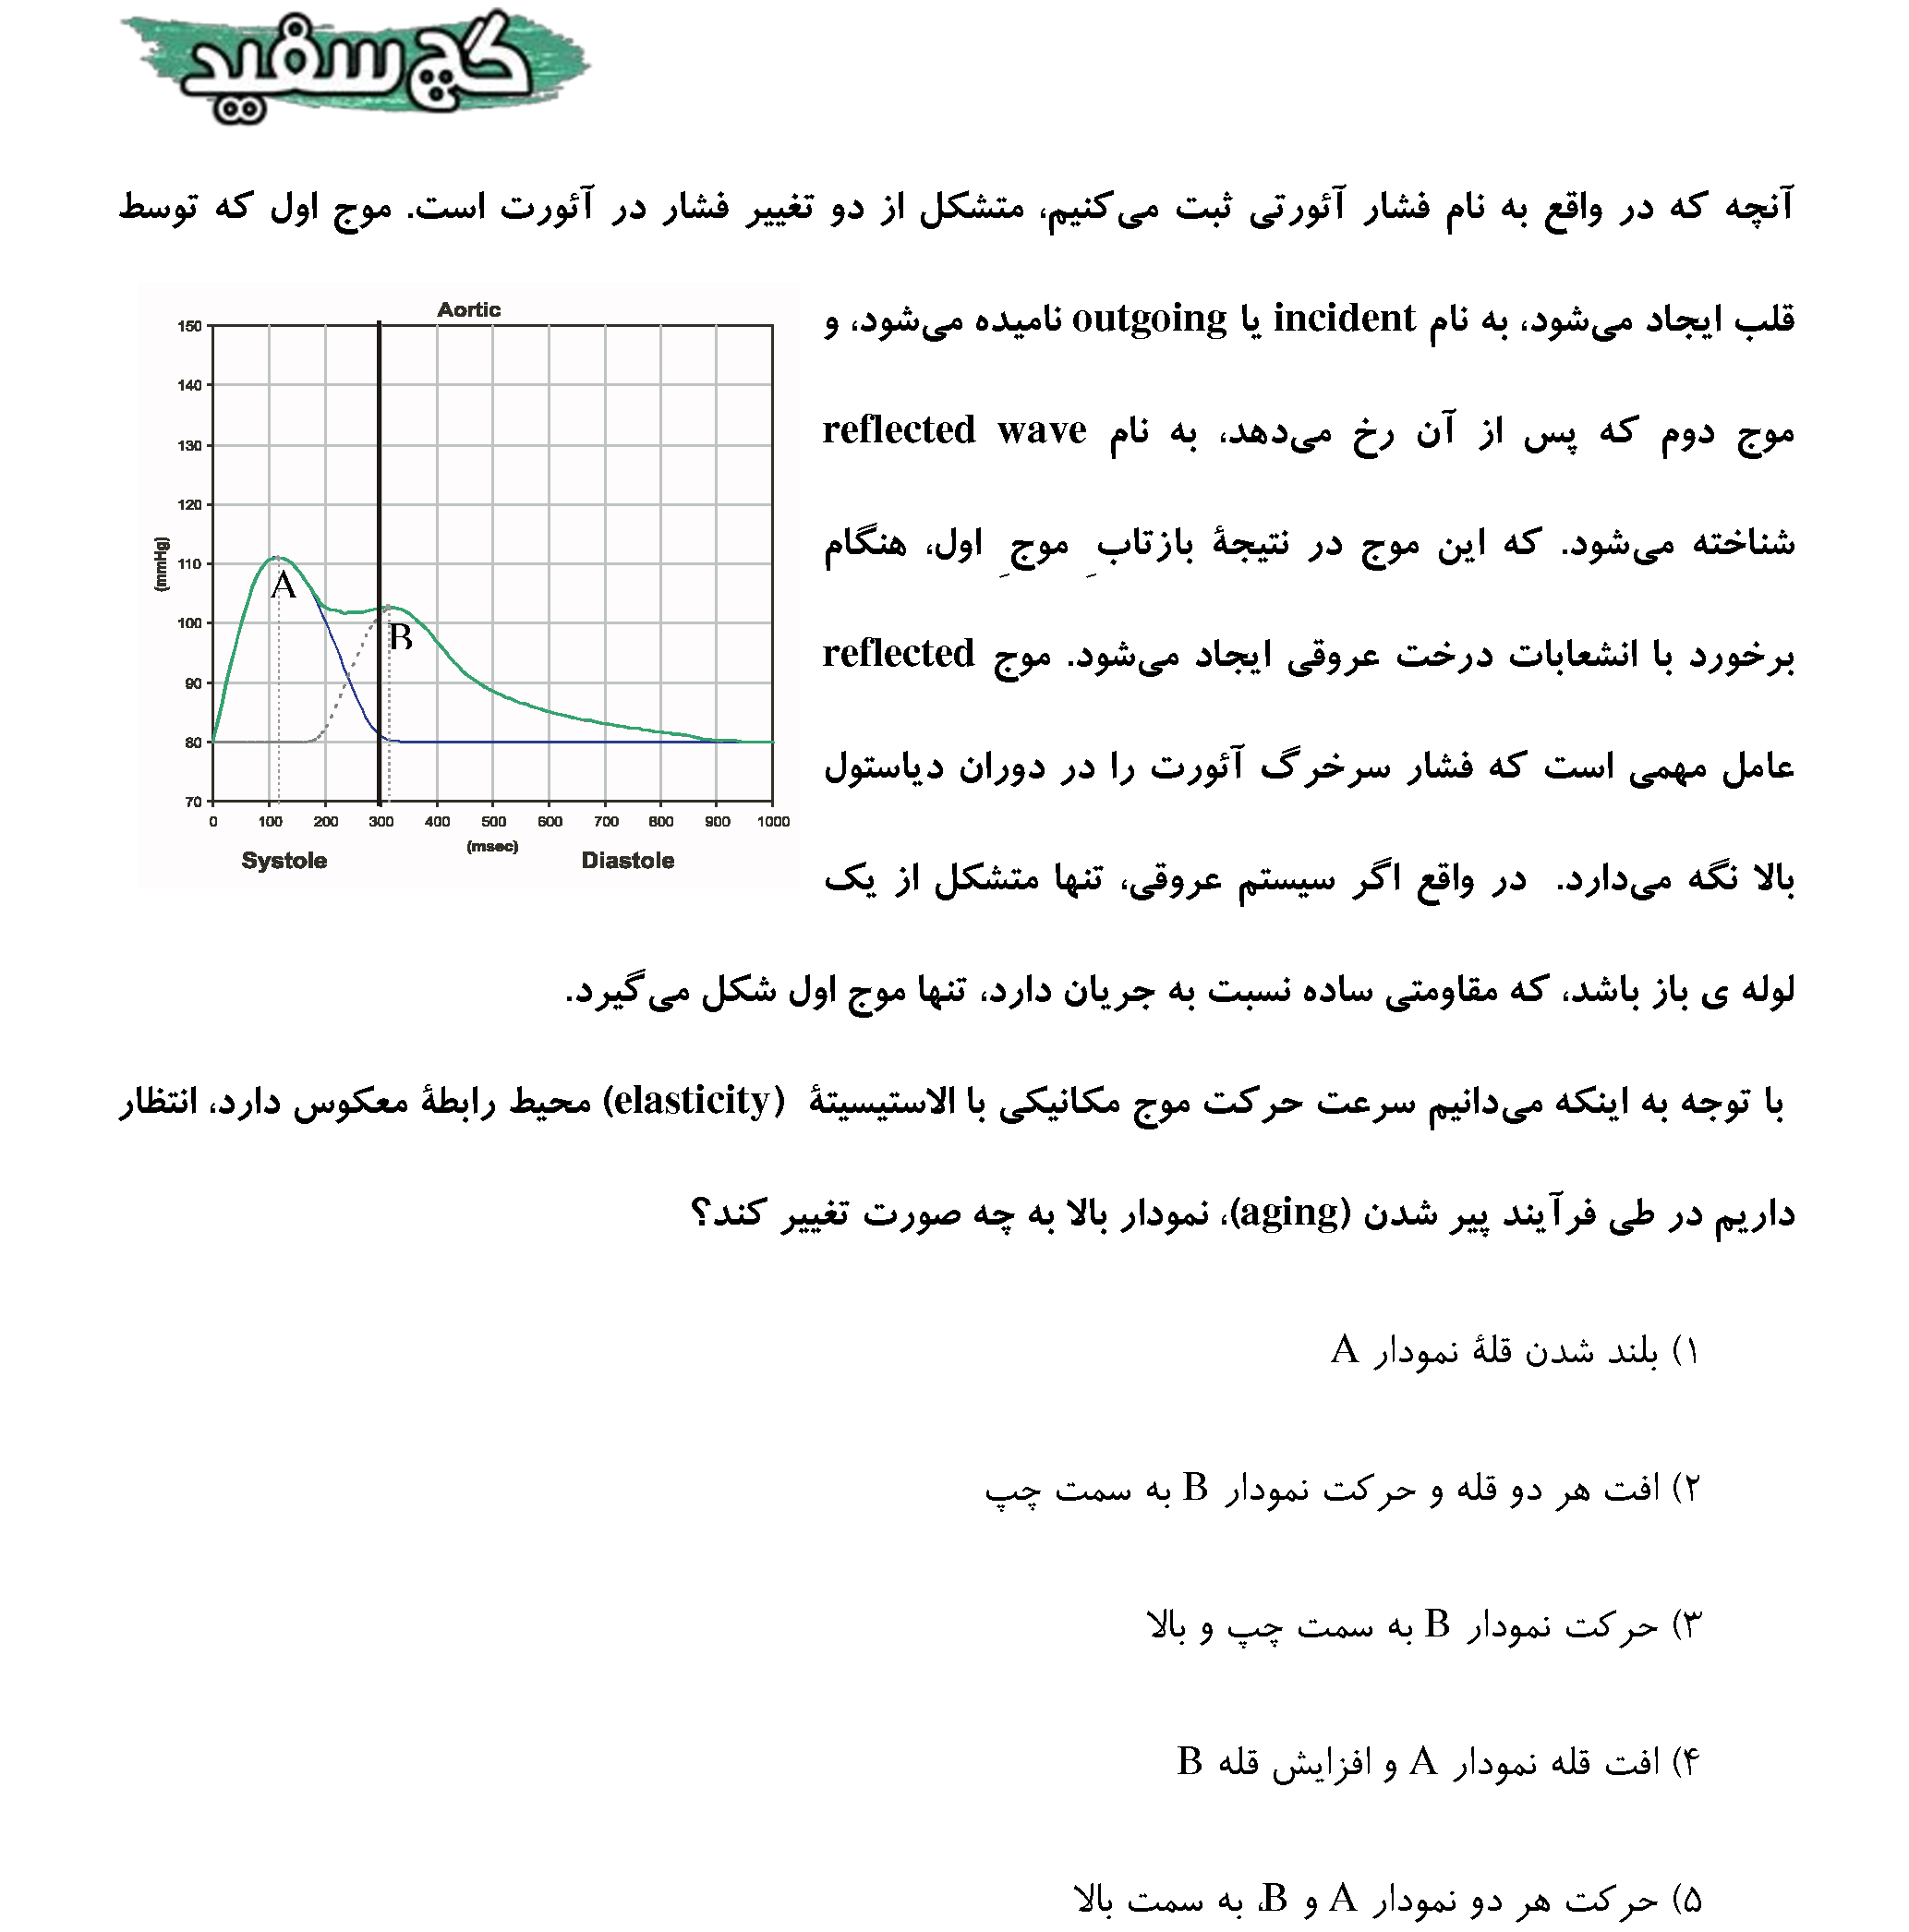 گچ سفید
آنچه که در واقع به نام فشار آئورتی ثبت می‌کنیم، متشکل از دو تغییر فشار در آئورت است. موج اول که توسط
قلب ایجاد می‌شود، به نام incident یا outgoing نامیده می‌شود، و
موج دوم که پس از آن رخ می‌دهد، به نام reflected wave
شناخته می‌شود. که این موج در نتیجۀ بازتابِ موجِ اول، هنگام
برخورد با انشعابات درخت عروقی ایجاد می‌شود. موج reflected
عامل مهمی است که فشار سرخرگ آئورت را در دوران دیاستول
بالا نگه می‌دارد. در واقع اگر سیستم عروقی، تنها متشکل از یک
لوله ی باز باشد، که مقاومتی ساده نسبت به جریان دارد، تنها موج اول شکل می‌گیرد.
Aortic
150
140
130
120
110
100
90
80
70
(mmHg)
A
B
0 100 200 300 400 500 600 700 800 900 1000
(msec)
Systole Diastole
با توجه به اینکه می‌دانیم سرعت حرکت موج مکانیکی با الاستیسیتۀ (elasticity) محیط رابطۀ معکوس دارد، انتظار
داریم در طی فرآیند پیر شدن (aging)، نمودار بالا به چه صورت تغییر کند؟
۱) بلند شدن قلۀ نمودار A
۲) افت هر دو قله و حرکت نمودار B به سمت چپ
۳) حرکت نمودار B به سمت چپ و بالا
۴) افت قله نمودار A و افزایش قله B
۵) حرکت هر دو نمودار A و B، به سمت بالا